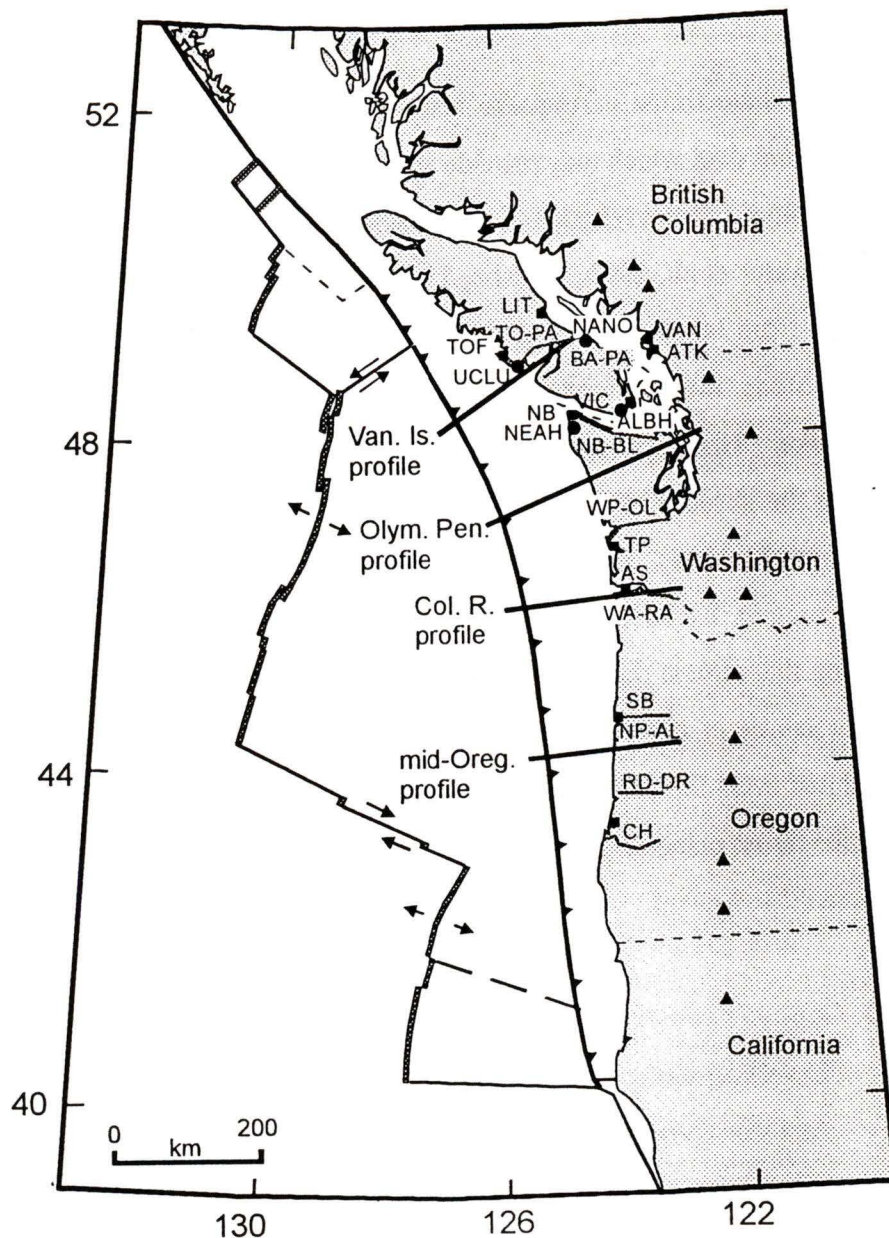 52
British
Columbia
LIT
TO-PA
NANO
VAN
TOF
BA-PA
ATK
UCLU
VIC
48
NB
ALBH
Van. Is.
profile
NEAH
NB-BL
WP-OL
Olym. Pen.
profile
TP
Washington
AS
Col. R.
profile
WA-RA
SB
NP-AL
44
mid-Oreg.
profile
RD-DR
Oregon
CH
California
40
0
km
200
130
126
122